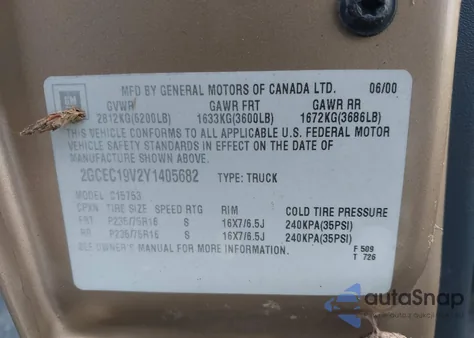 GM
MFD BY GENERAL MOTORS OF CANADA LTD. 06/00
GVWR GAWR FRT GAWR RR
2812KG(6200LB) 1633KG(3600LB) 1672KG(3686LB)
THIS VEHICLE CONFORMS TO ALL APPLICABLE U.S. FEDERAL MOTOR
VEHICLE SAFETY STANDARDS IN EFFECT ON THE DATE OF
MANUFACTURE SHOWN ABOVE.
2GCEC19V2Y1405682 TYPE: TRUCK
MODEL: C15753
TIRE SIZE SPEED RTG RIM COLD TIRE PRESSURE
FRT P235/75R16 S 16X7/6.5J 240KPA(35PSI)
RR P235/75R16 S 16X7/6.5J 240KPA(35PSI)
SEE OWNER'S MANUAL FOR MORE INFORMATION. F 509
T 726
autoSnap